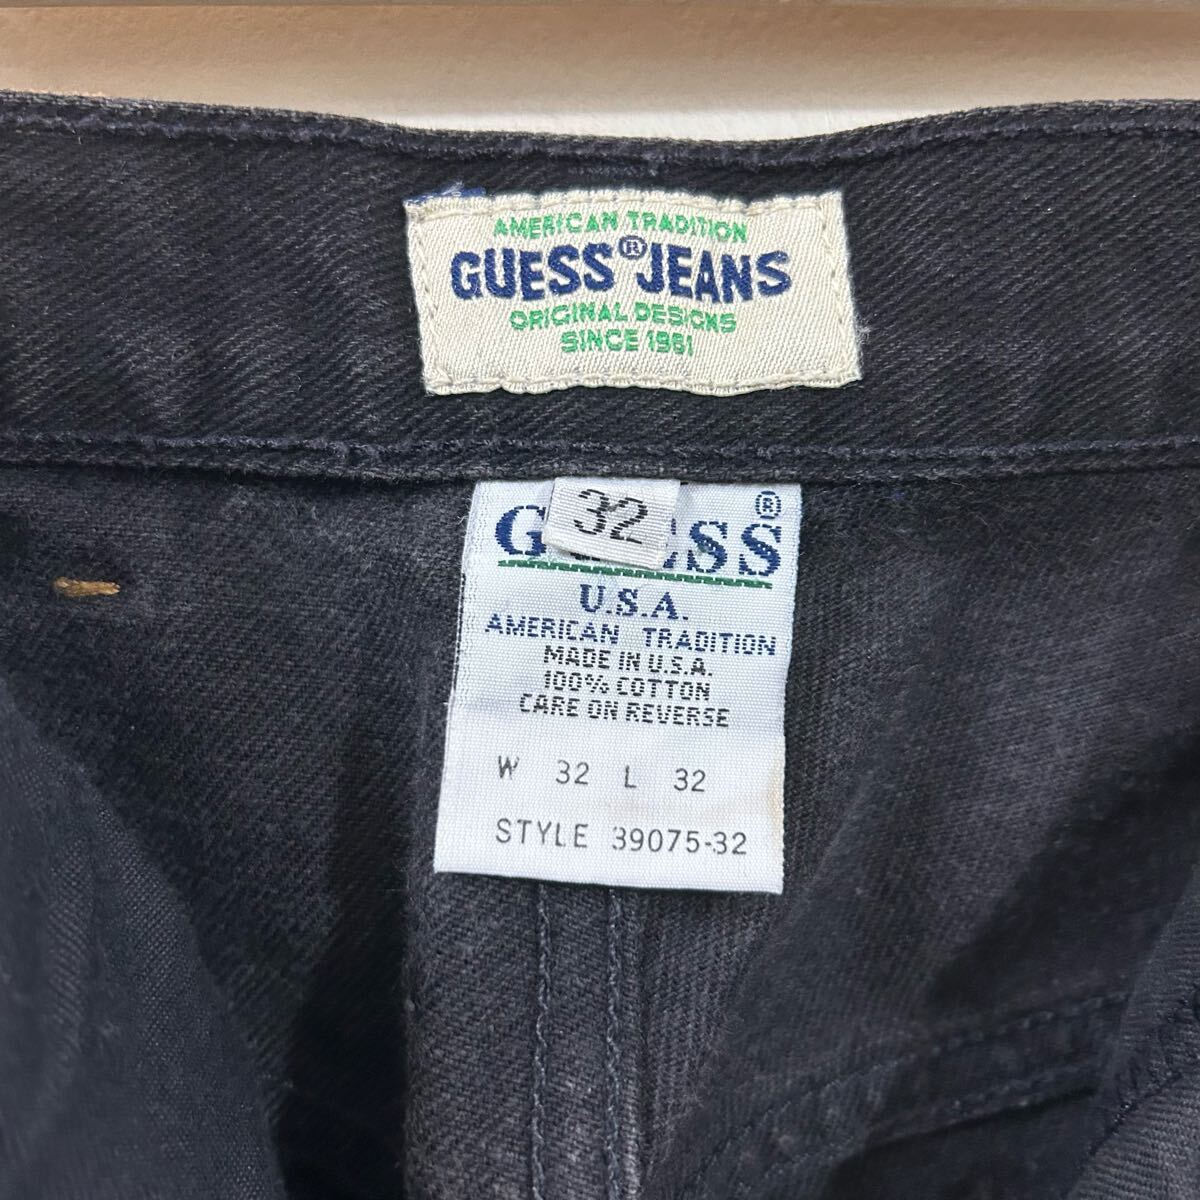 AMERICAN TRADITION
GUESS® JEANS
ORIGINAL DESIGNS
SINCE 1981
32
GUESS®
U.S.A.
AMERICAN TRADITION
MADE IN U.S.A.
100% COTTON
CARE ON REVERSE
W 32 L 32
STYLE 39075-32